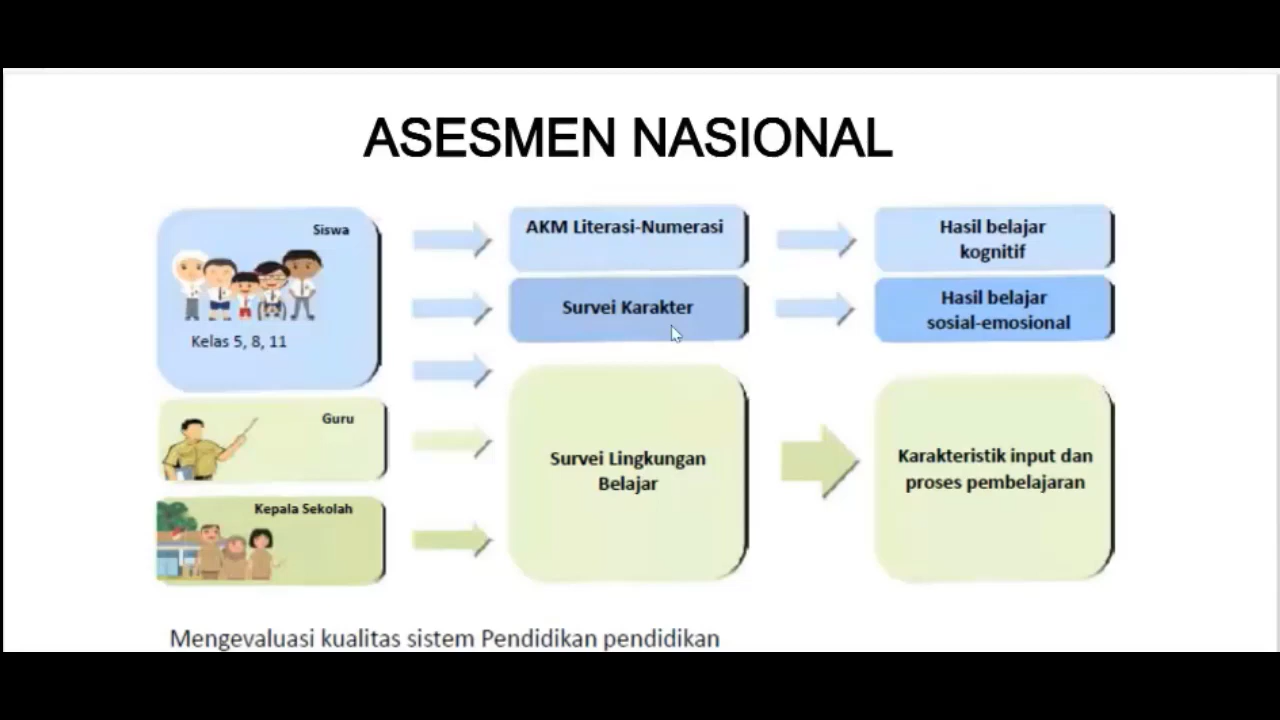 ASESMEN NASIONAL
Siswa
Kelas 5, 8, 11
AKM Literasi-Numerasi
Hasil belajar
kognitif
Survei Karakter
Hasil belajar
sosial-emosional
Guru
Kepala Sekolah
Survei Lingkungan
Belajar
Karakteristik input dan
proses pembelajaran
Mengevaluasi kualitas sistem Pendidikan pendidikan